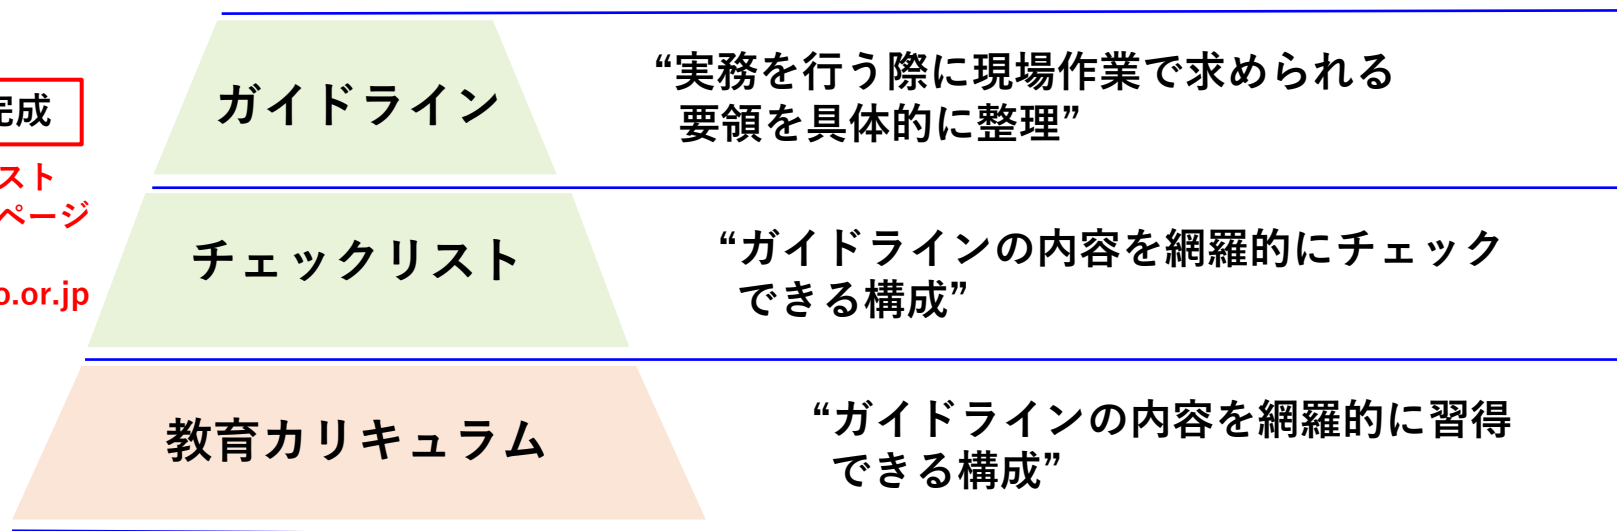 ガイドライン
“実務を行う際に現場作業で求められる
要領を具体的に整理”
完成
スト
ページ
o.or.jp
チェックリスト
“ガイドラインの内容を網羅的にチェック
できる構成”
教育カリキュラム
“ガイドラインの内容を網羅的に習得
できる構成”